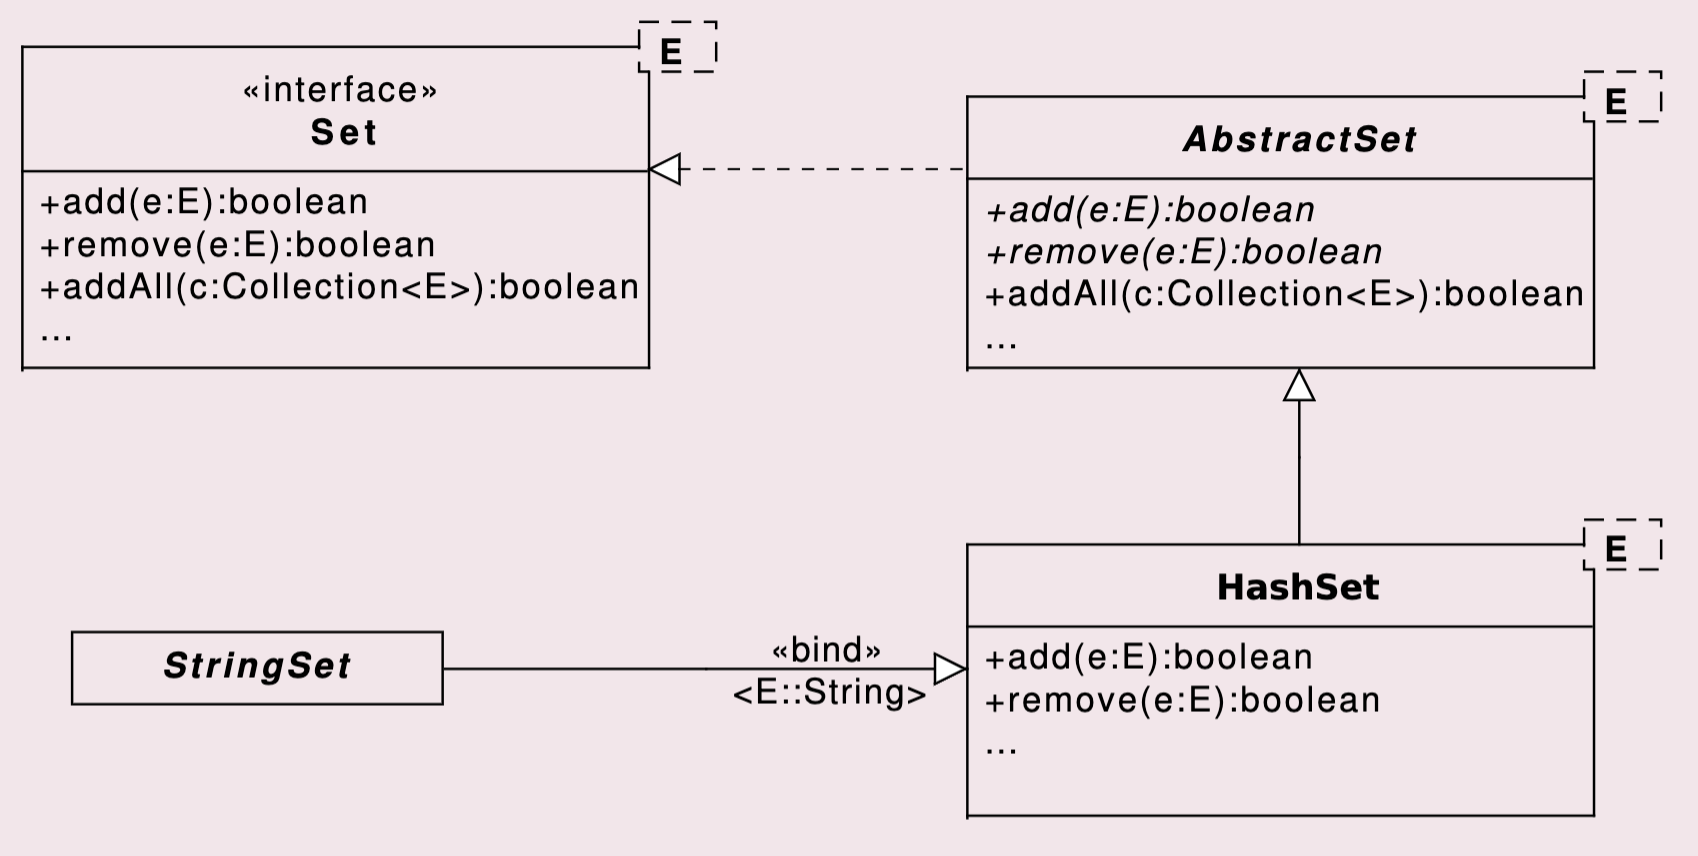 E
«interface»
Set
+add(e:E):boolean
+remove(e:E):boolean
+addAll(c:Collection<E>):boolean
...
E
AbstractSet
+add(e:E):boolean
+remove(e:E):boolean
+addAll(c:Collection<E>):boolean
...
StringSet
«bind»
<E::String>
E
HashSet
+add(e:E):boolean
+remove(e:E):boolean
...